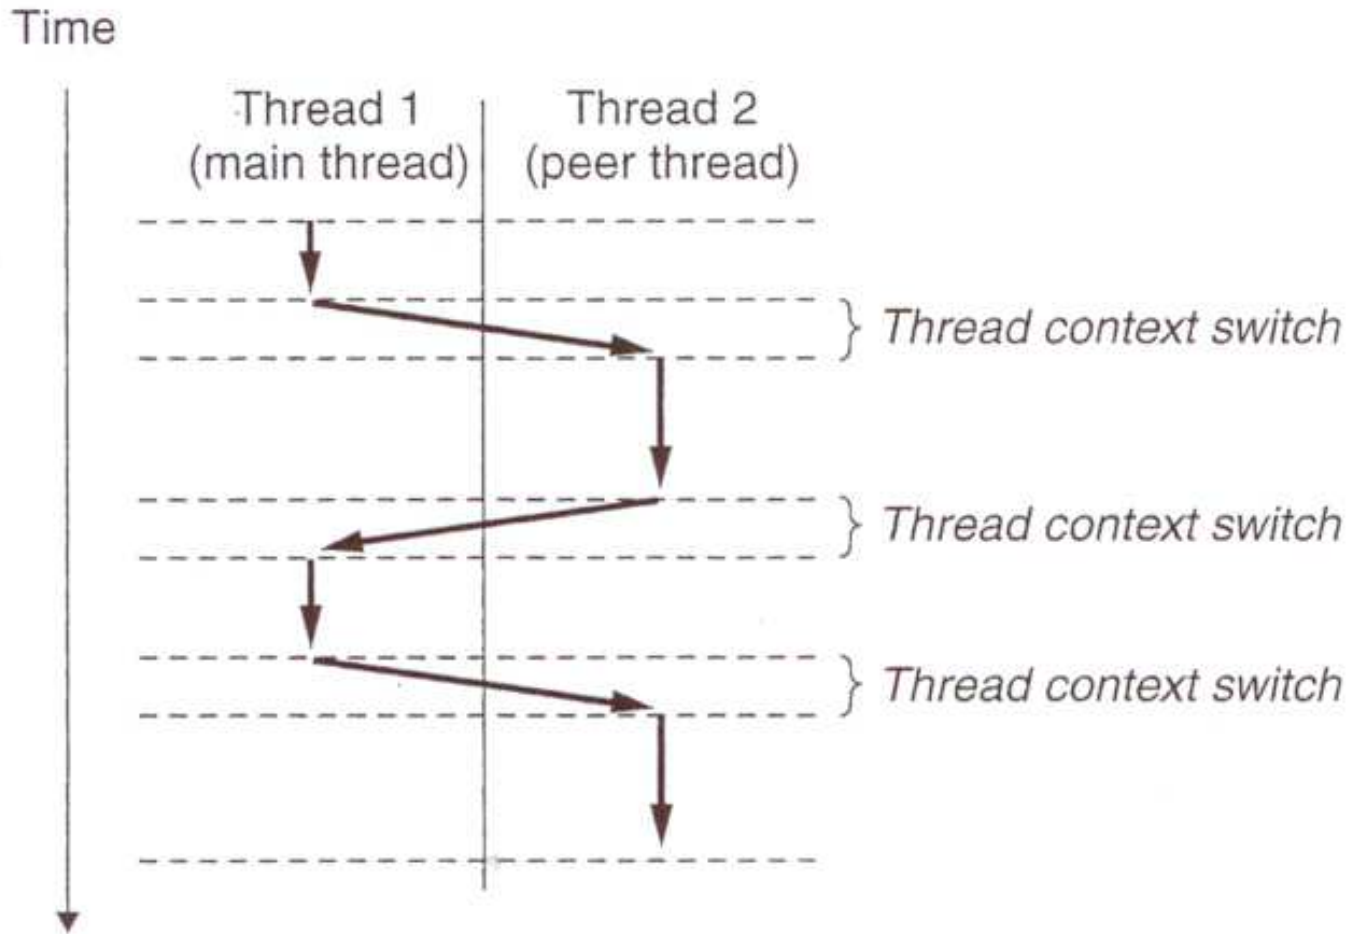 Time
Thread 1
(main thread)
Thread 2
(peer thread)
Thread context switch
Thread context switch
Thread context switch